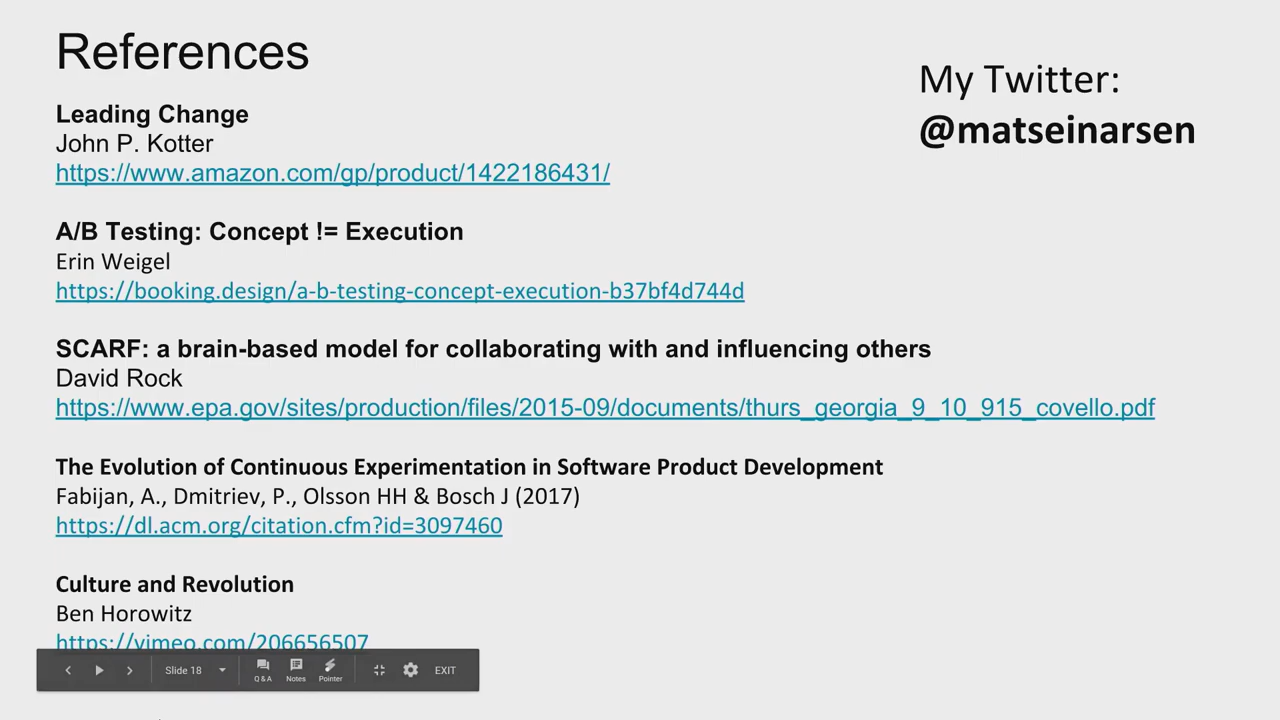 References
My Twitter:
@matseinarsen
Leading Change
John P. Kotter
https://www.amazon.com/gp/product/1422186431/
A/B Testing: Concept != Execution
Erin Weigel
https://booking.design/a-b-testing-concept-execution-b37bf4d744d
SCARF: a brain-based model for collaborating with and influencing others
David Rock
https://www.epa.gov/sites/production/files/2015-09/documents/thurs_georgia_9_10_915_covello.pdf
The Evolution of Continuous Experimentation in Software Product Development
Fabijan, A., Dmitriev, P., Olsson HH & Bosch J (2017)
https://dl.acm.org/citation.cfm?id=3097460
Culture and Revolution
Ben Horowitz
https://vimeo.com/206656507
Slide 18
Q & A
Notes
Pointer
EXIT